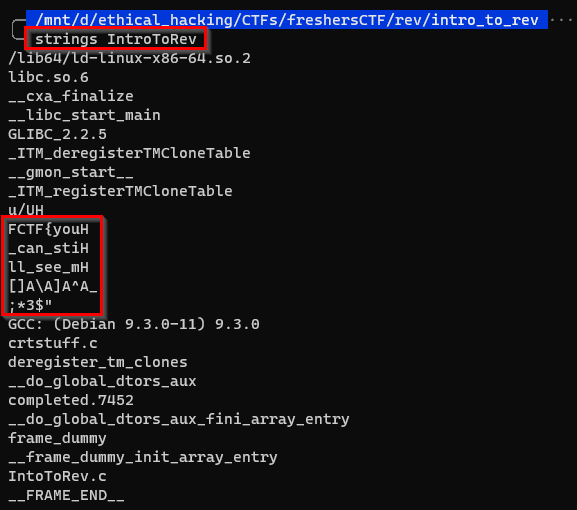 /mnt/d/ethical_hacking/CTFs/freshersCTF/rev/intro_to_rev ···
strings IntroToRev
/lib64/ld-linux-x86-64.so.2
libc.so.6
__cxa_finalize
__libc_start_main
GLIBC_2.2.5
_ITM_deregisterTMCloneTable
__gmon_start__
_ITM_registerTMCloneTable
u/UH
FCTF{youH
_can_stiH
ll_see_mH
[]A\A]A^A_
;*3$"
GCC: (Debian 9.3.0-11) 9.3.0
crtstuff.c
deregister_tm_clones
__do_global_dtors_aux
completed.7452
__do_global_dtors_aux_fini_array_entry
frame_dummy
__frame_dummy_init_array_entry
IntoToRev.c
__FRAME_END__